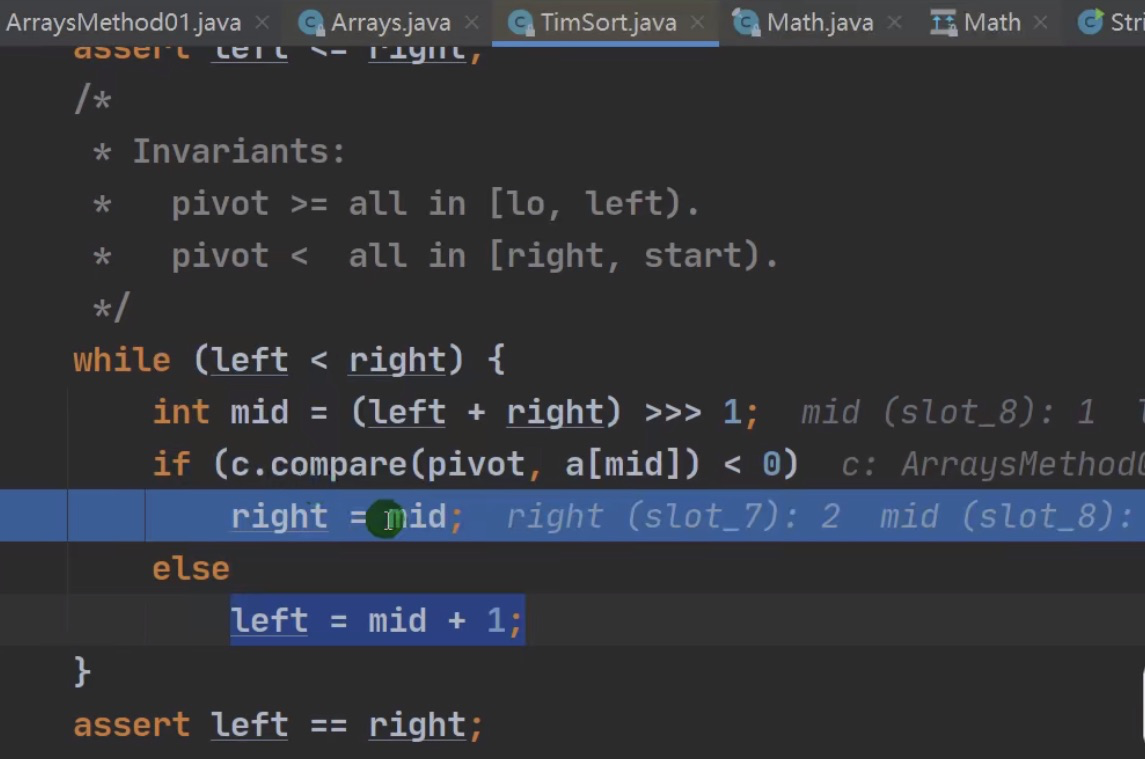 ArraysMethod01.java Arrays.java TimSort.java Math.java Math Stri
assert left <= right;
/*
* Invariants:
* pivot >= all in [lo, left).
* pivot < all in [right, start).
*/
while (left < right) {
int mid = (left + right) >>> 1; mid (slot_8): 1
if (c.compare(pivot, a[mid]) < 0) c: ArraysMethod0
right = mid; right (slot_7): 2 mid (slot_8):
else
left = mid + 1;
}
assert left == right;